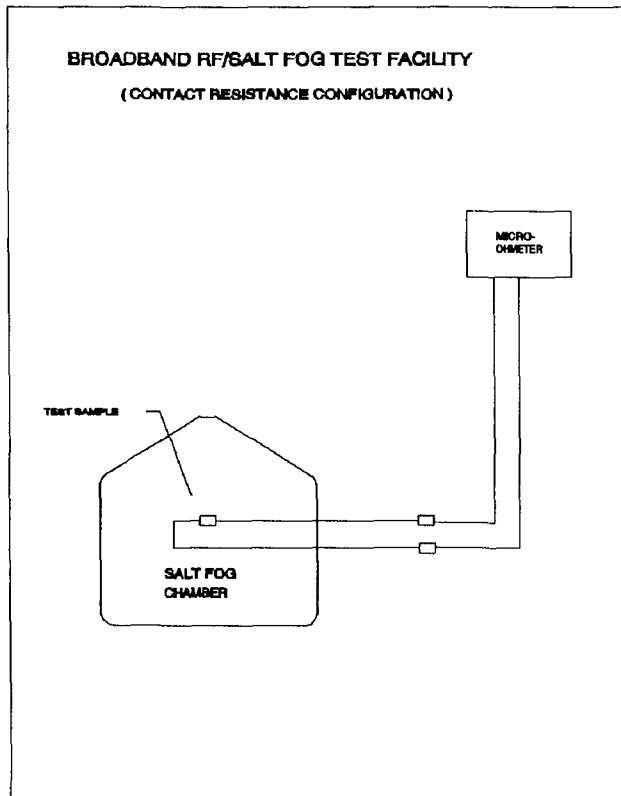 BROADBAND RF/SALT FOG TEST FACILITY
( CONTACT RESISTANCE CONFIGURATION )
MICRO-
OHMETER
TEST SAMPLE
SALT FOG
CHAMBER